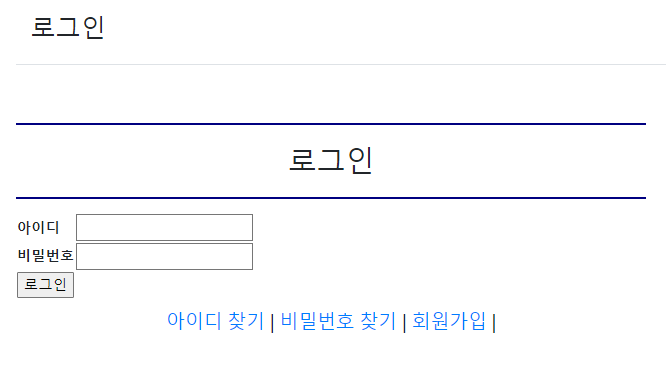 로그인
로그인
아이디
비밀번호
로그인
아이디 찾기 | 비밀번호 찾기 | 회원가입 |